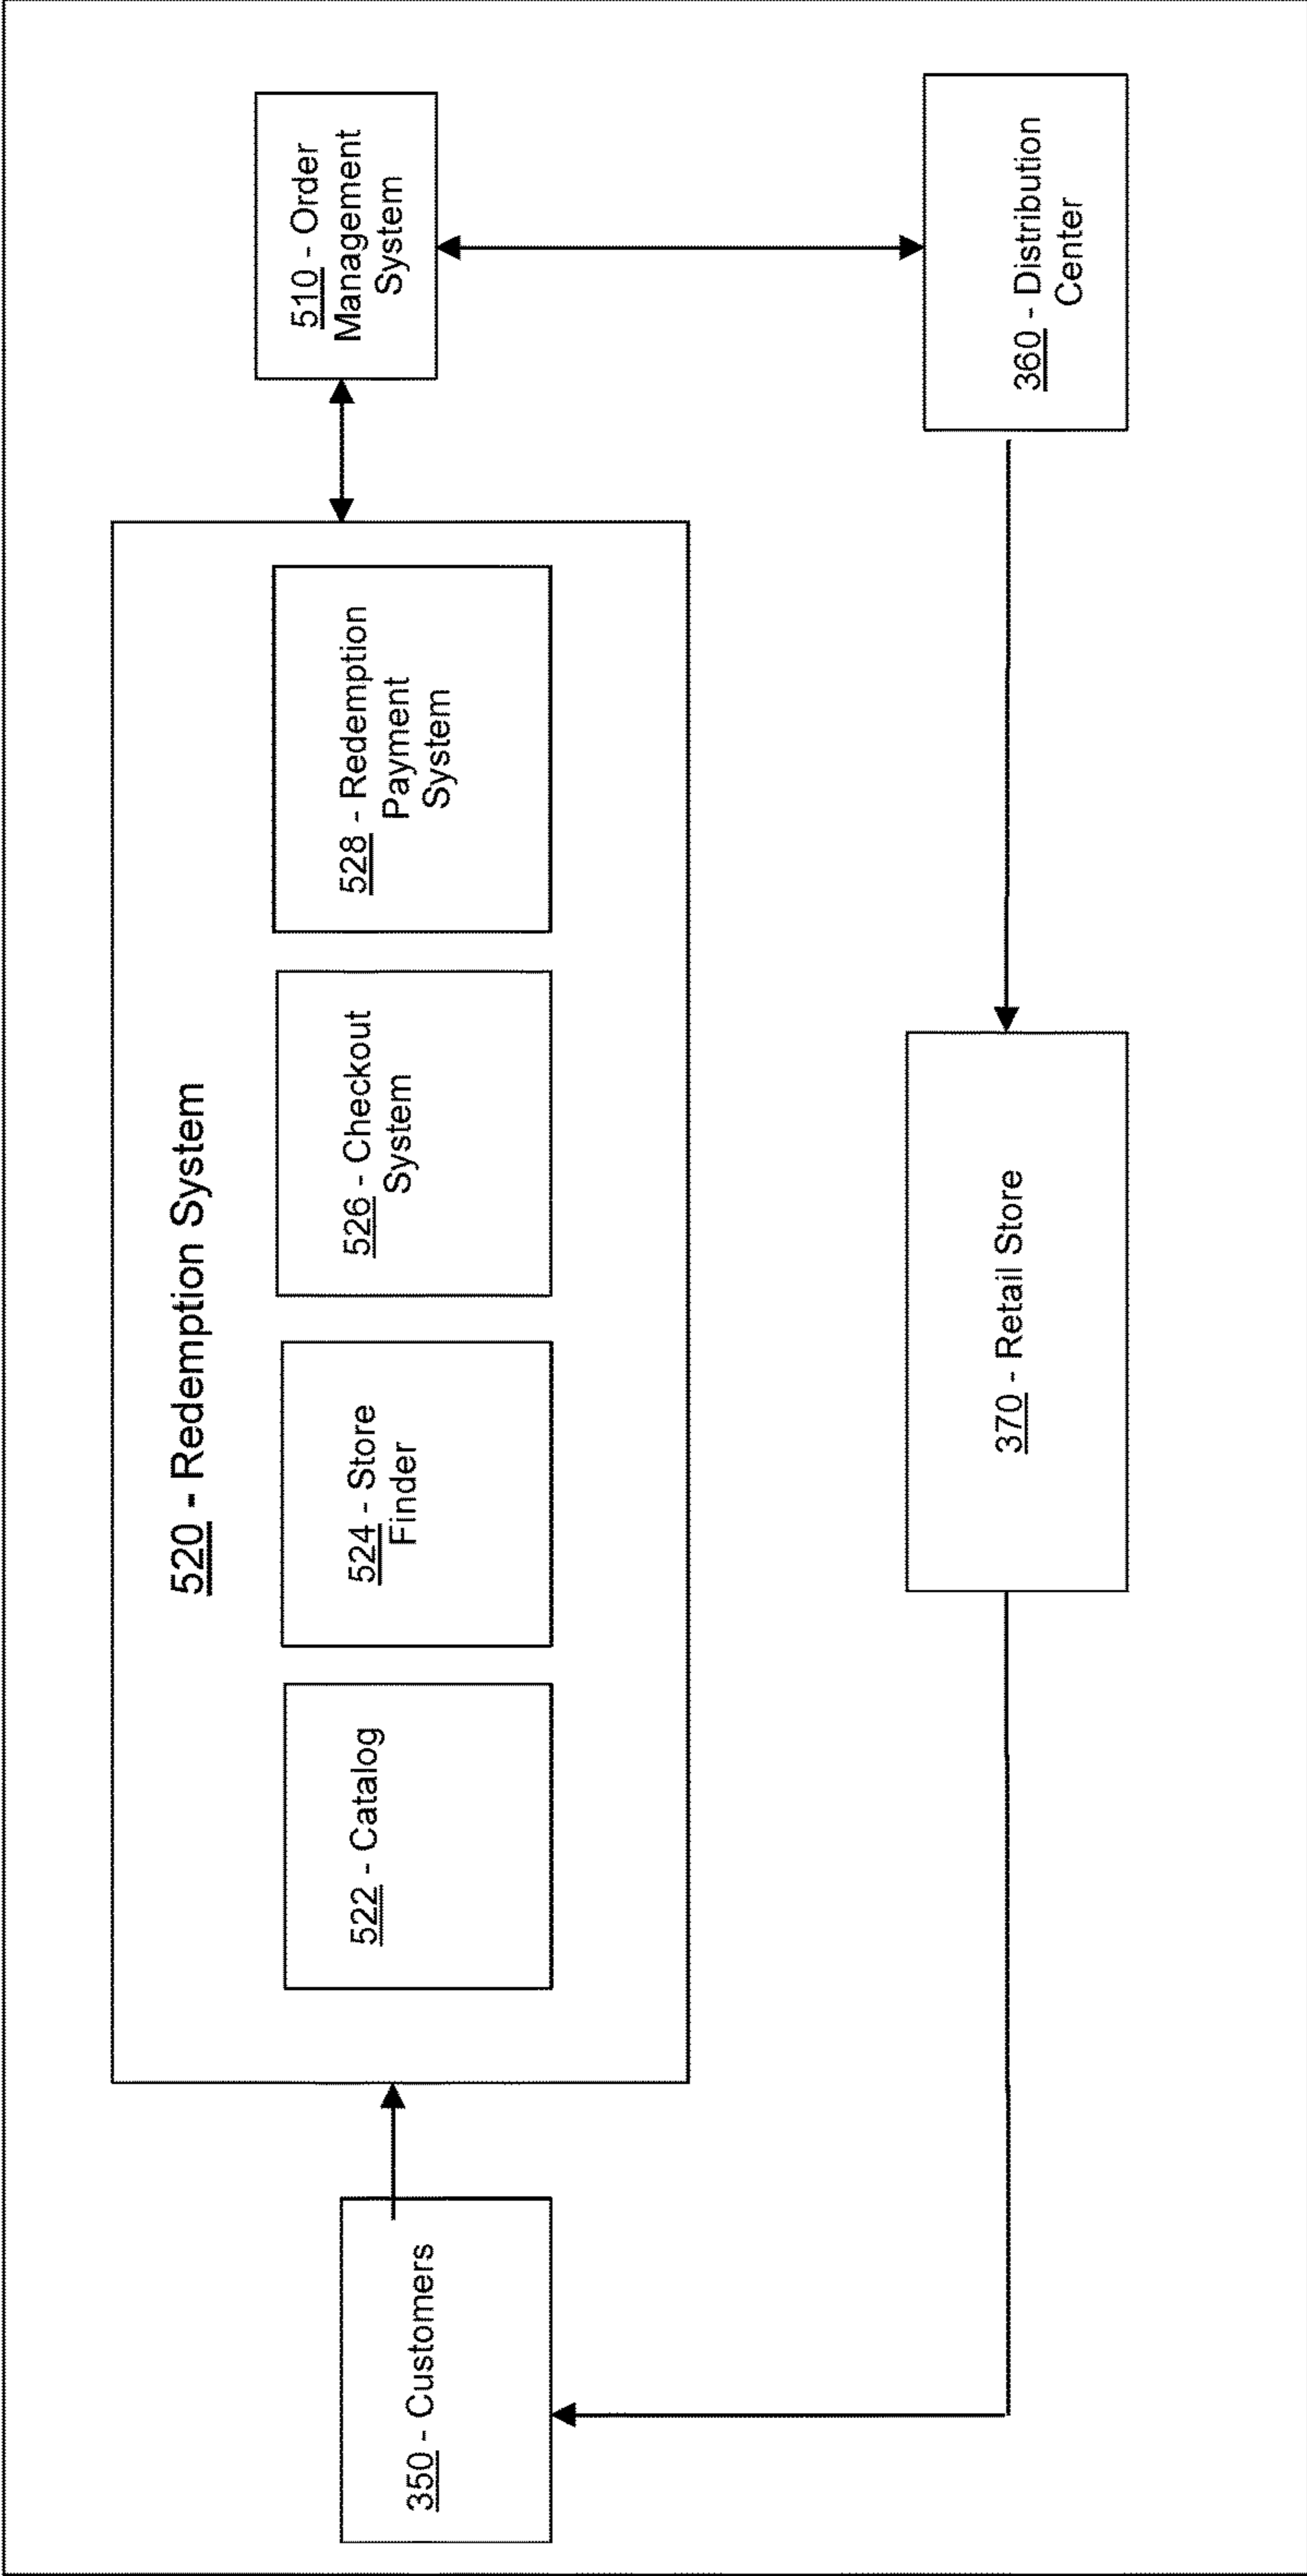 520 - Redemption System
350 - Customers
522 - Catalog
524 - Store
Finder
526 - Checkout
System
528 - Redemption
Payment
System
510 - Order
Management
System
370 - Retail Store
360 - Distribution
Center